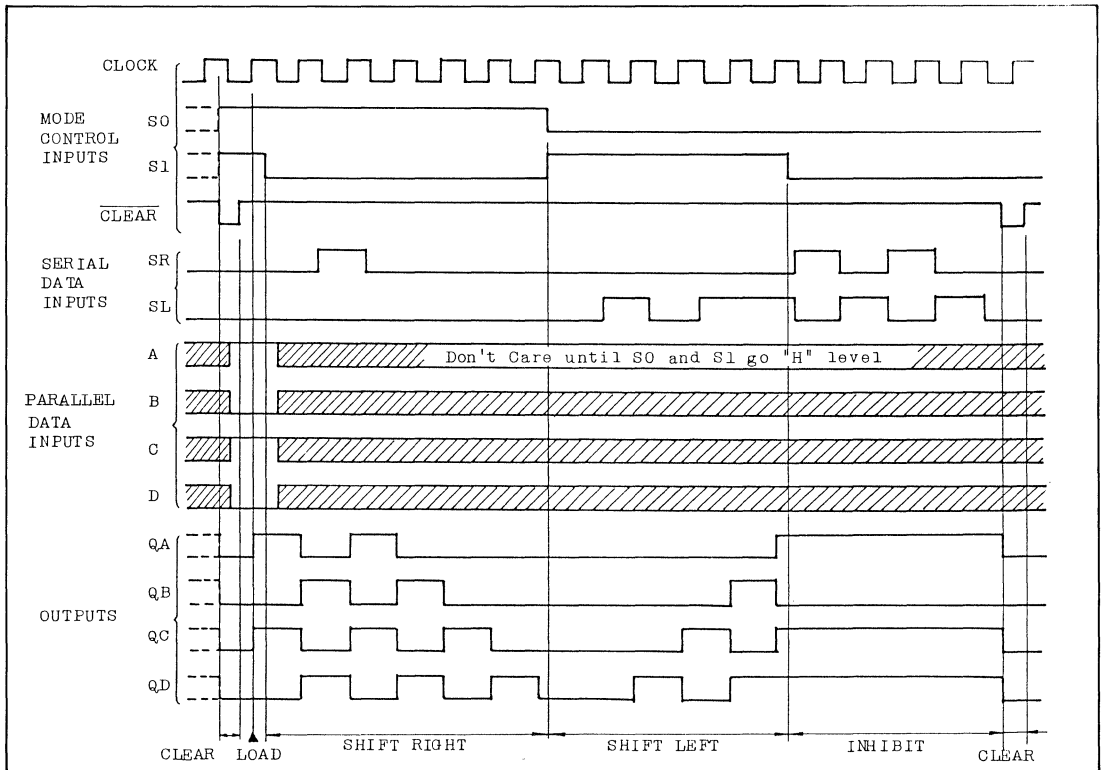 CLOCK
MODE
CONTROL
INPUTS
S0
S1
CLEAR
SERIAL
DATA
INPUTS
SR
SL
PARALLEL
DATA
INPUTS
A
Don't Care until S0 and S1 go "H" level
B
C
D
OUTPUTS
QA
QB
QC
QD
CLEAR
LOAD
SHIFT RIGHT
SHIFT LEFT
INHIBIT
CLEAR